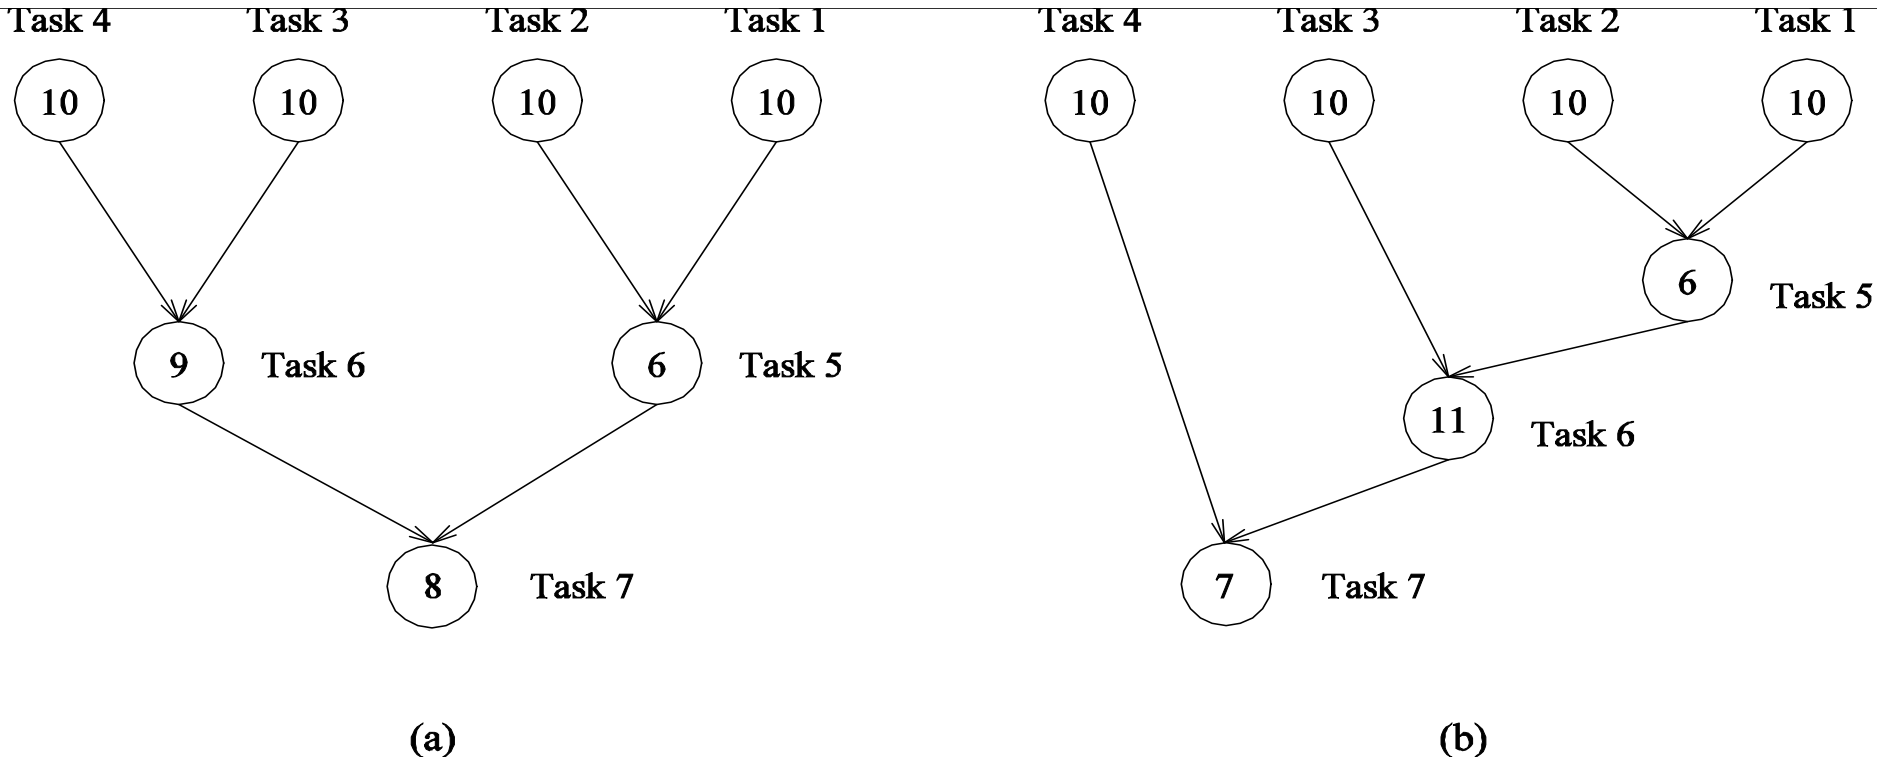 Task 4 Task 3 Task 2 Task 1 Task 4 Task 3 Task 2 Task 1
10 10 10 10 10 10 10 10
6 Task 5
9 Task 6 6 Task 5
11 Task 6
8 Task 7 7 Task 7
(a) (b)